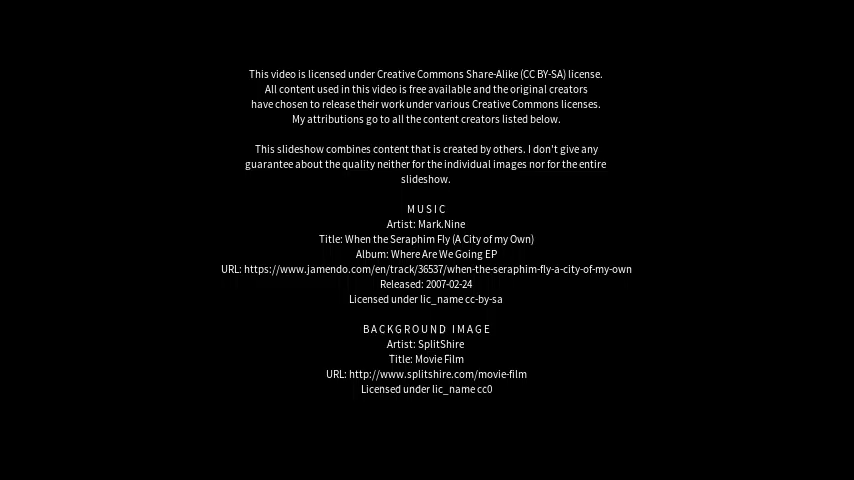 This video is licensed under Creative Commons Share-Alike (CC BY-SA) license.
All content used in this video is free available and the original creators
have chosen to release their work under various Creative Commons licenses.
My attributions go to all the content creators listed below.
This slideshow combines content that is created by others. I don't give any
guarantee about the quality neither for the individual images nor for the entire
slideshow.
MUSIC
Artist: Mark.Nine
Title: When the Seraphim Fly (A City of my Own)
Album: Where Are We Going EP
URL: https://www.jamendo.com/en/track/36537/when-the-seraphim-fly-a-city-of-my-own
Released: 2007-02-24
Licensed under lic_name cc-by-sa
BACKGROUND IMAGE
Artist: SplitShire
Title: Movie Film
URL: http://www.splitshire.com/movie-film
Licensed under lic_name cc0